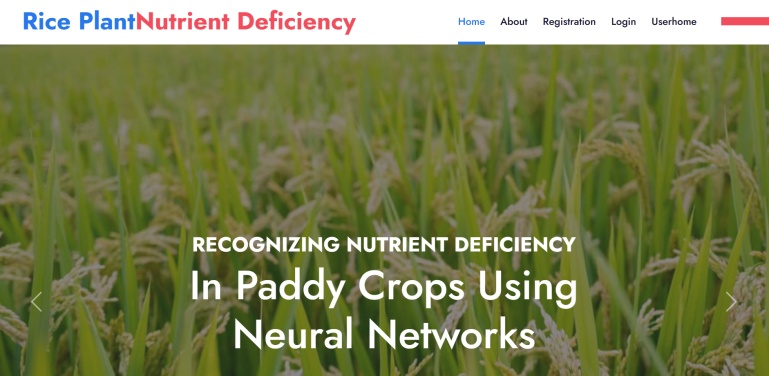 Rice PlantNutrient Deficiency
Home About Registration Login Userhome
RECOGNIZING NUTRIENT DEFICIENCY
In Paddy Crops Using
Neural Networks